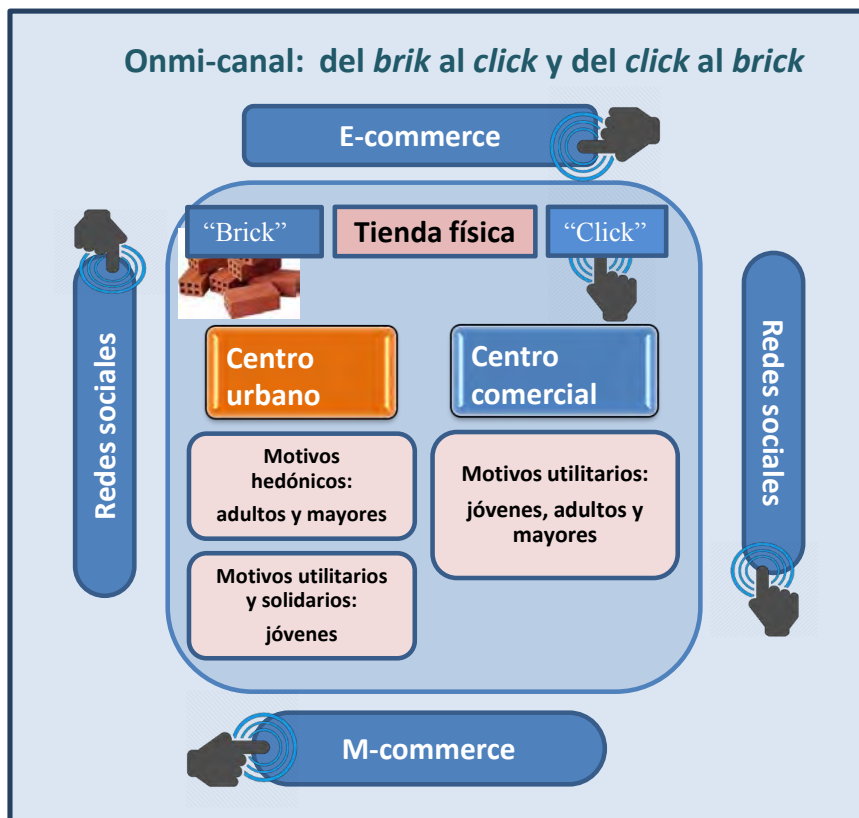 Onmi-canal: del brik al click y del click al brick
E-commerce
“Brick”
Tienda física
“Click”
Redes sociales
Centro
urbano
Centro
comercial
Redes sociales
Motivos
hedónicos:
adultos y mayores
Motivos utilitarios:
jóvenes, adultos y
mayores
Motivos utilitarios
y solidarios:
jóvenes
M-commerce